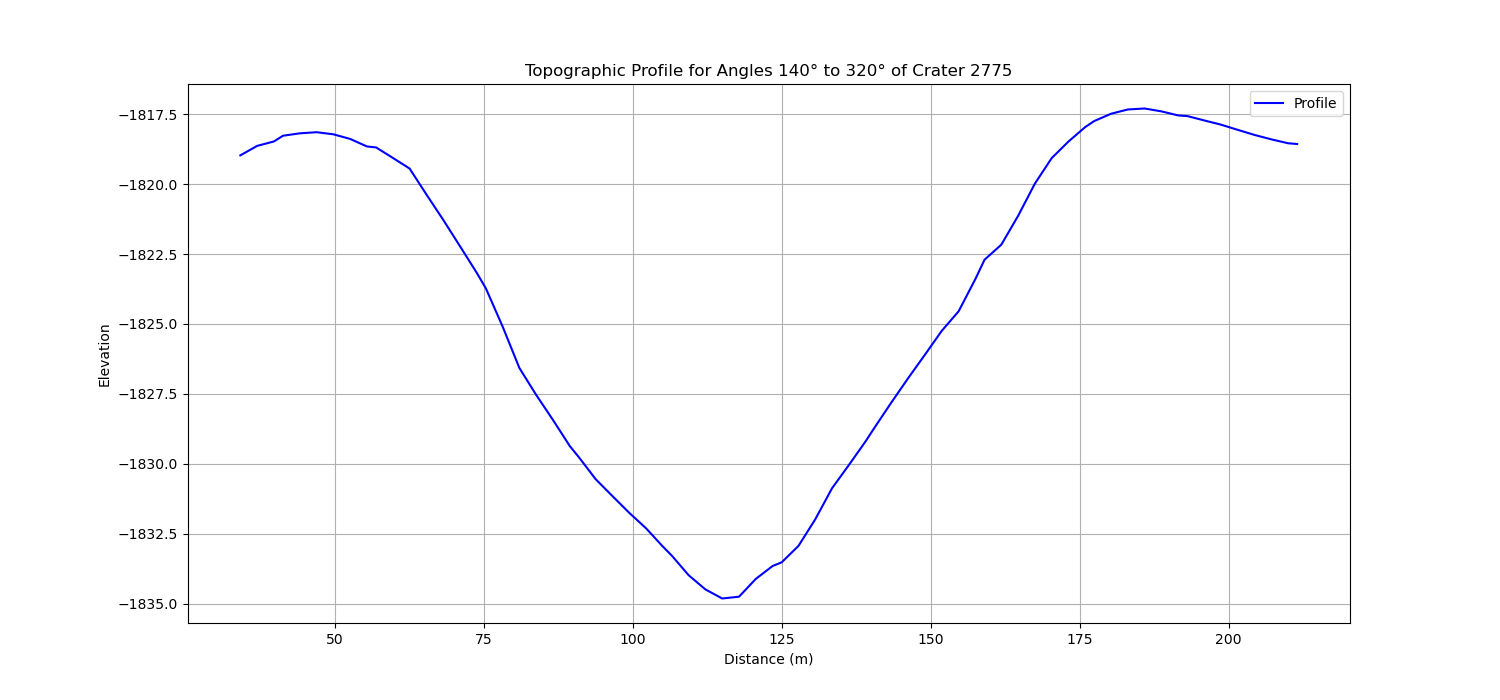 Topographic Profile for Angles 140° to 320° of Crater 2775
Profile
−1817.5
−1820.0
−1822.5
−1825.0
−1827.5
−1830.0
−1832.5
−1835.0
Elevation
50 75 100 125 150 175 200
Distance (m)